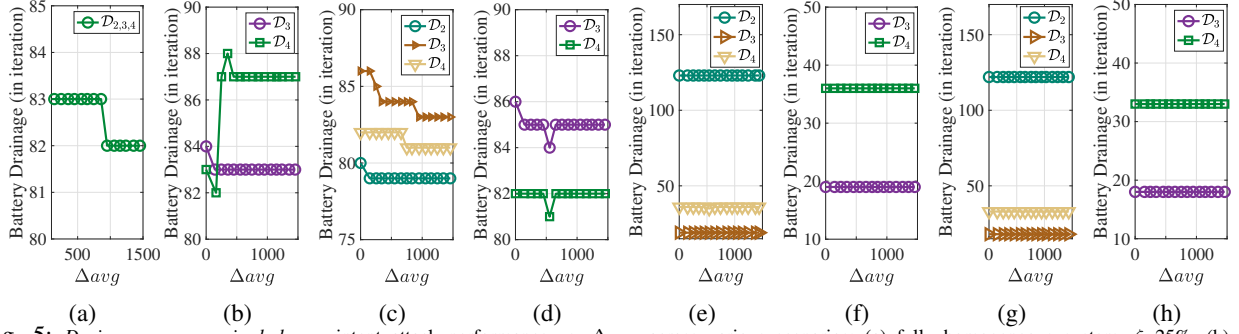 85
84
83
82
81
80
500
1500
Battery Drainage (in iteration)
Δavg
D2,3,4
(a)
90
88
86
84
82
80
0
1000
Battery Drainage (in iteration)
Δavg
D3
D4
(b)
90
85
80
75
0
1000
Battery Drainage (in iteration)
Δavg
D2
D3
D4
(c)
90
88
86
84
82
80
0
1000
Battery Drainage (in iteration)
Δavg
D3
D4
(d)
150
100
50
0
1000
Battery Drainage (in iteration)
Δavg
D2
D3
D4
(e)
50
40
30
20
10
0
1000
Battery Drainage (in iteration)
Δavg
D3
D4
(f)
150
100
50
0
1000
Battery Drainage (in iteration)
Δavg
D2
D3
D4
(g)
50
40
30
20
10
0
1000
Battery Drainage (in iteration)
Δavg
D3
D4
(h)
5: